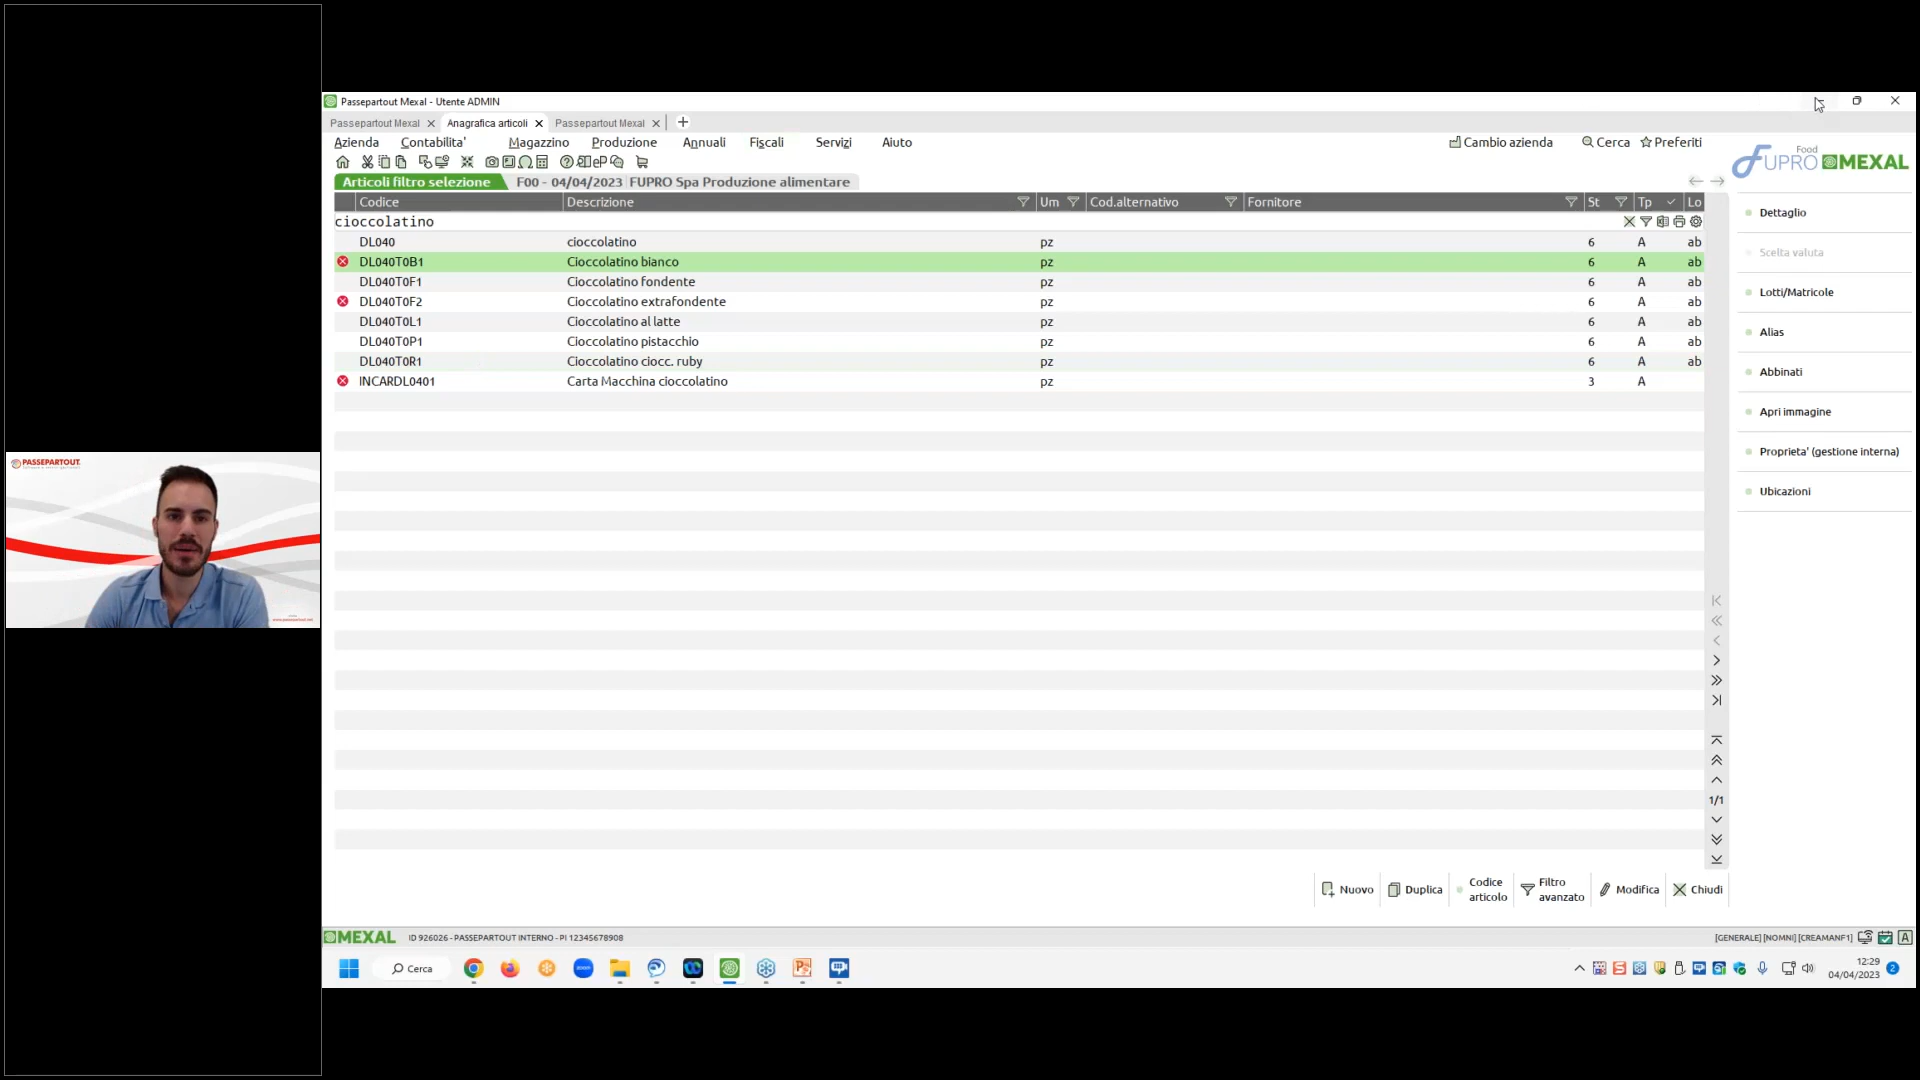 Passepartout Mexal - Utente ADMIN
Passepartout Mexal Anagrafica articoli Passepartout Mexal
Azienda Contabilita' Magazzino Produzione Annuali Fiscali Servizi Aiuto Cambio azienda Cerca Preferiti
Food
FUPRO MEXAL
Articoli filtro selezione F00 - 04/04/2023 FUPRO Spa Produzione alimentare
Codice Descrizione Um Cod.alternativo Fornitore St Tp Lo
cioccolatino
DL040 cioccolatino pz 6 A ab
DL040T0B1 Cioccolatino bianco pz 6 A ab
DL040T0F1 Cioccolatino fondente pz 6 A ab
DL040T0F2 Cioccolatino extrafondente pz 6 A ab
DL040T0L1 Cioccolatino al latte pz 6 A ab
DL040T0P1 Cioccolatino pistacchio pz 6 A ab
DL040T0R1 Cioccolatino ciocc. ruby pz 6 A ab
INCARDL0401 Carta Macchina cioccolatino pz 3 A
Dettaglio
Scelta valuta
Lotti/Matricole
Alias
Abbinati
Apri immagine
Proprieta' (gestione interna)
Ubicazioni
PASSEPARTOUT
1/1
Nuovo Duplica Codice articolo Filtro avanzato Modifica Chiudi
MEXAL ID 926026 - PASSEPARTOUT INTERNO - PI 12345678908 [GENERALE] [NOMNI] [CREAMANF1] A
Cerca
12:29
04/04/2023 2